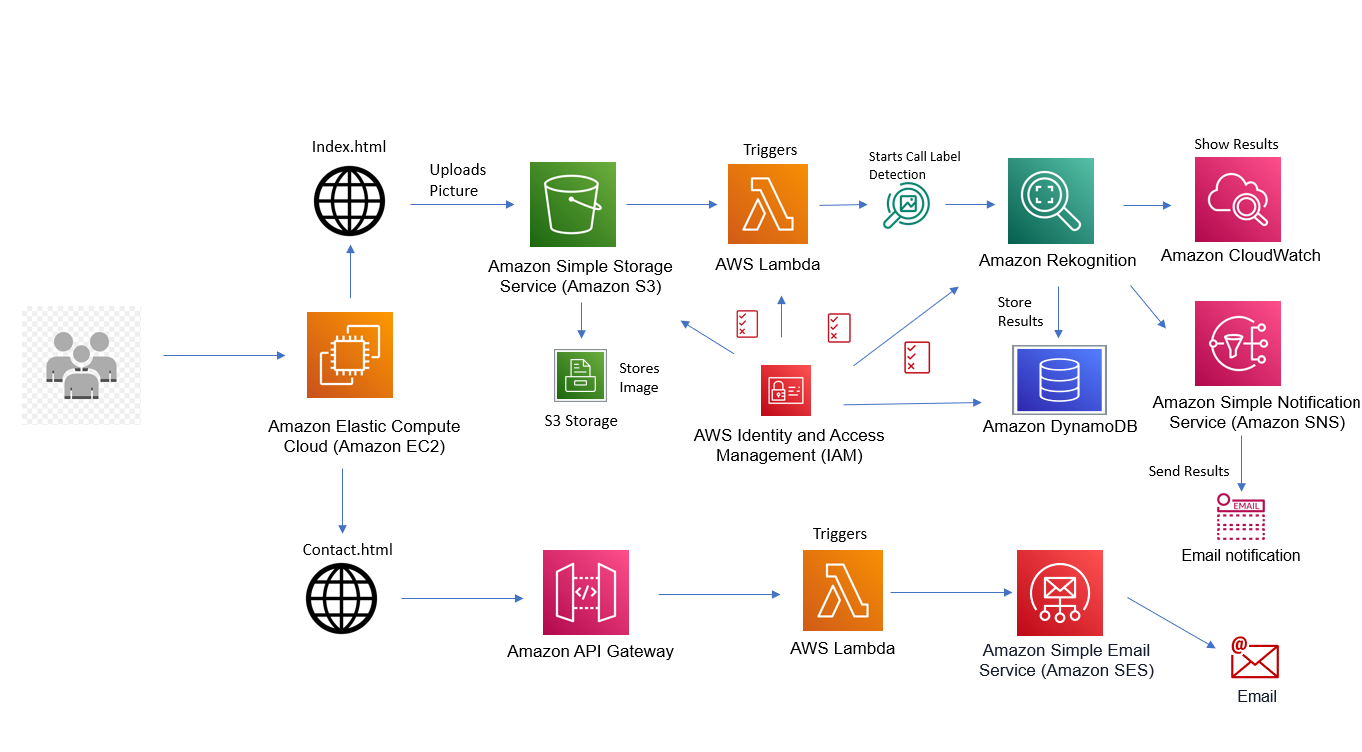 Index.html
Uploads
Picture
Triggers
Starts Call Label
Detection
Show Results
Amazon Simple Storage
Service (Amazon S3)
AWS Lambda
Amazon Rekognition
Amazon CloudWatch
Store
Results
Stores
Image
S3 Storage
Amazon Elastic Compute
Cloud (Amazon EC2)
AWS Identity and Access
Management (IAM)
Amazon DynamoDB
Amazon Simple Notification
Service (Amazon SNS)
Send Results
EMAIL
Email notification
Contact.html
Triggers
Amazon API Gateway
AWS Lambda
Amazon Simple Email
Service (Amazon SES)
@
Email